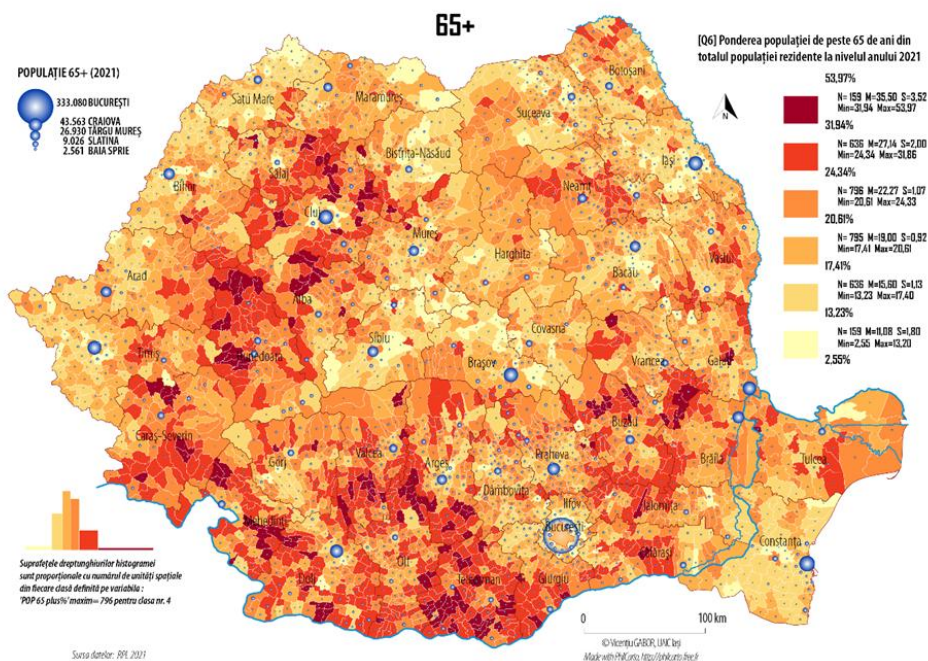 65+
POPULAȚIE 65+ (2021)
333.080 BUCUREȘTI
43.563 CRAIOVA
26.930 TÂRGU MUREȘ
9.026 SLATINA
2.561 BAIA SPRIE
[Q6] Ponderea populației de peste 65 de ani din
totalul populației rezidente la nivelul anului 2021
53,97%
N= 159 M=35,50 S=3,52
Min=31,94 Max=53,97
31,94%
N= 636 M=27,14 S=2,00
Min=24,34 Max=31,86
24,34%
N= 796 M=22,27 S=1,07
Min=20,61 Max=24,33
20,61%
N= 795 M=19,00 S=0,92
Min=17,41 Max=20,61
17,41%
N= 636 M=15,60 S=1,13
Min=13,23 Max=17,40
13,23%
N= 159 M=11,08 S=1,80
Min=2,55 Max=13,20
2,55%
N
Satu Mare
Maramureș
Botoșani
Suceava
Bistrița-Năsăud
Iași
Sălaj
Bihor
Neamț
Cluj
Mureș
Harghita
Vaslui
Bacău
Arad
Alba
Covasna
Sibiu
Timiș
Hunedoara
Brașov
Vrancea
Galați
Caraș-Severin
Buzău
Gorj
Vâlcea
Argeș
Prahova
Brăila
Tulcea
Dâmbovița
Ilfov
Ialomița
Mehedinți
București
Constanța
Călărași
Olt
Dolj
Teleorman
Giurgiu
Suprafețele dreptunghiurilor histogramei
sunt proporționale cu numărul de unități spațiale
din fiecare clasă definită pe variabila :
'POP 65 plus%' maxim= 796 pentru clasa nr. 4
0
100 km
© Vicențiu GABOR, UAIC Iași
Made with PhilCarto, http://philcarto.free.fr
Sursa datelor: RPL 2021